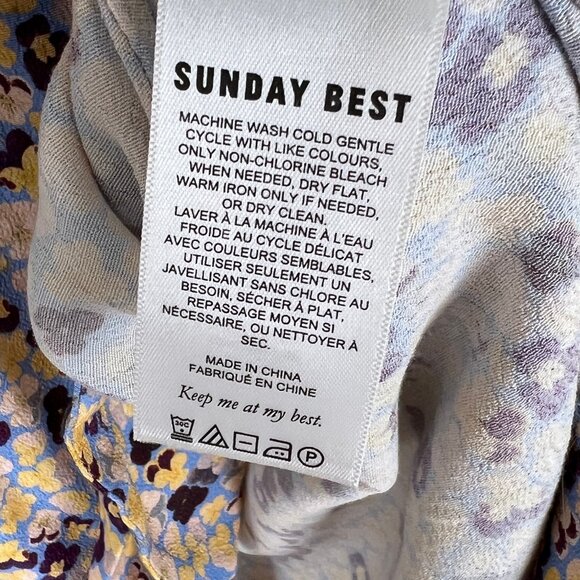 SUNDAY BEST
MACHINE WASH COLD GENTLE
CYCLE WITH LIKE COLOURS,
ONLY NON-CHLORINE BLEACH
WHEN NEEDED, DRY FLAT,
WARM IRON ONLY IF NEEDED,
OR DRY CLEAN.
LAVER À LA MACHINE À L'EAU
FROIDE AU CYCLE DÉLICAT
AVEC COULEURS SEMBLABLES,
UTILISER SEULEMENT UN
JAVELLISANT SANS CHLORE AU
BESOIN, SÉCHER À PLAT,
REPASSAGE MOYEN SI
NÉCESSAIRE, OU NETTOYER À
SEC.
MADE IN CHINA
FABRIQUÉ EN CHINE
Keep me at my best.
30C P